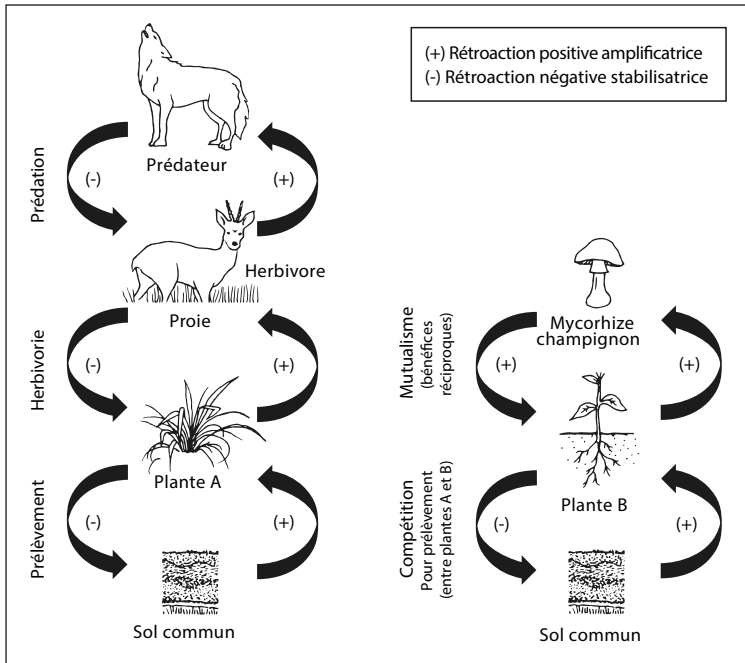 (+) Rétroaction positive amplificatrice
(-) Rétroaction négative stabilisatrice
Prédation
(-)
Prédateur
(+)
Herbivore
Herbivorie
(-)
Proie
(+)
Prélèvement
(-)
Plante A
(+)
Sol commun
Mutualisme
(bénéfices
réciproques)
(+)
Mycorhize
champignon
(+)
Compétition
Pour prélèvement
(entre plantes A et B)
(-)
Plante B
(+)
Sol commun